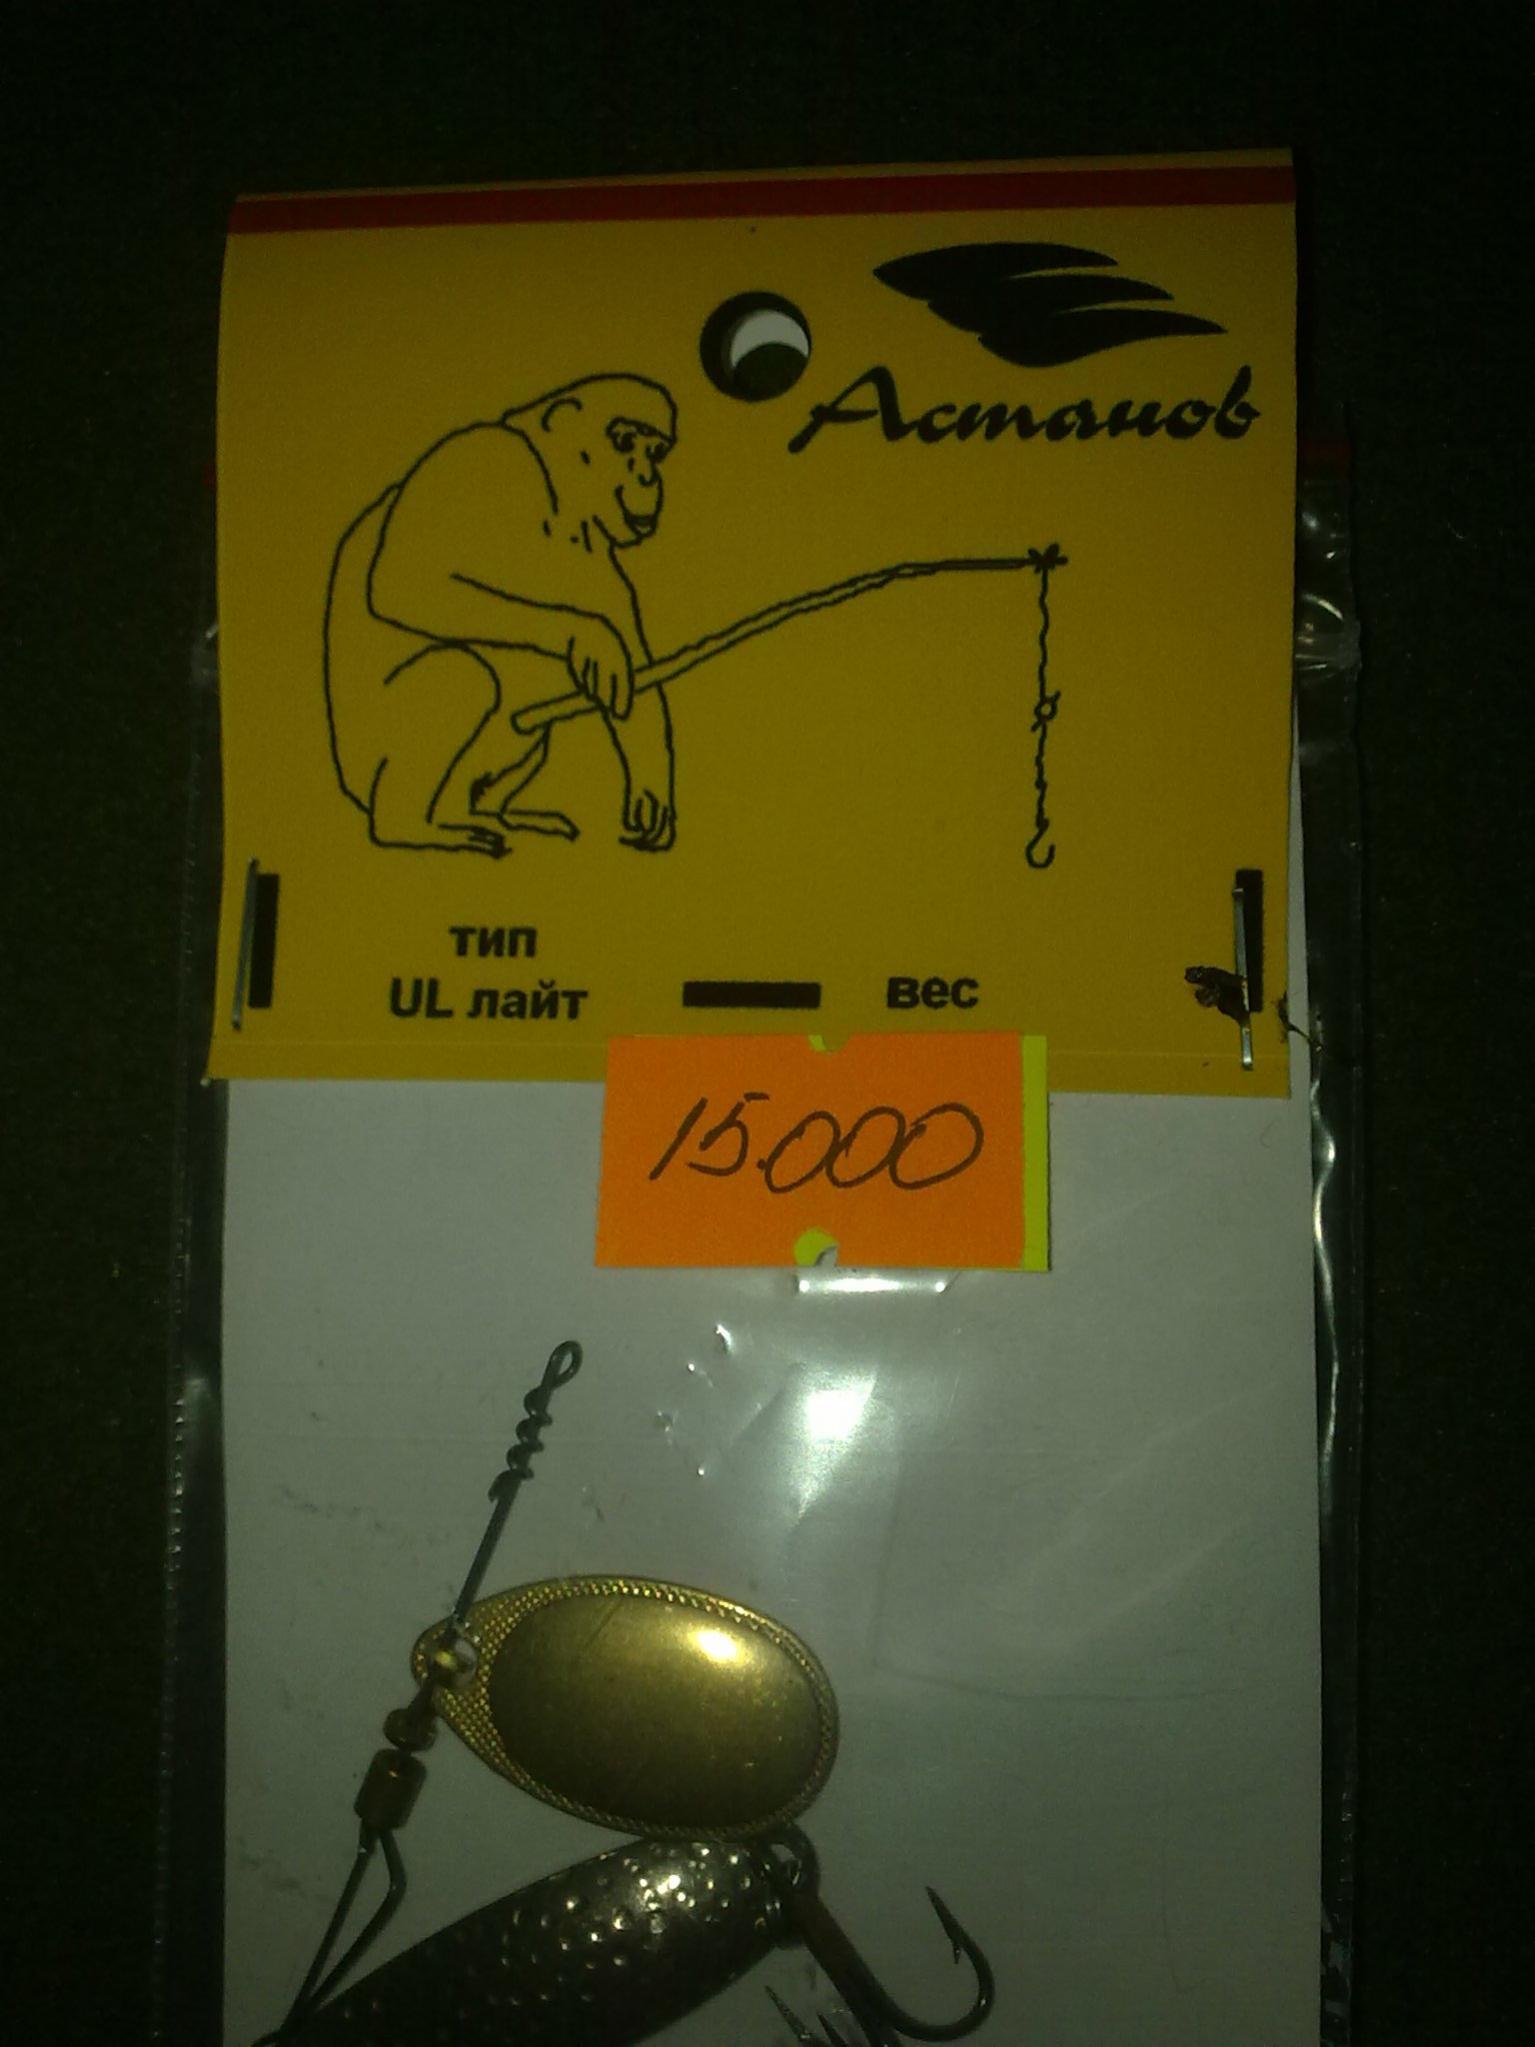 Астанов
тип
UL лайт
вес
15.000